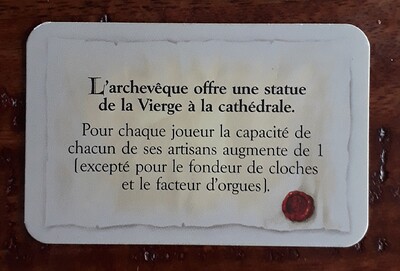 L'archevêque offre une statue
de la Vierge à la cathédrale.
Pour chaque joueur la capacité de
chacun de ses artisans augmente de 1
(excepté pour le fondeur de cloches
et le facteur d'orgues).